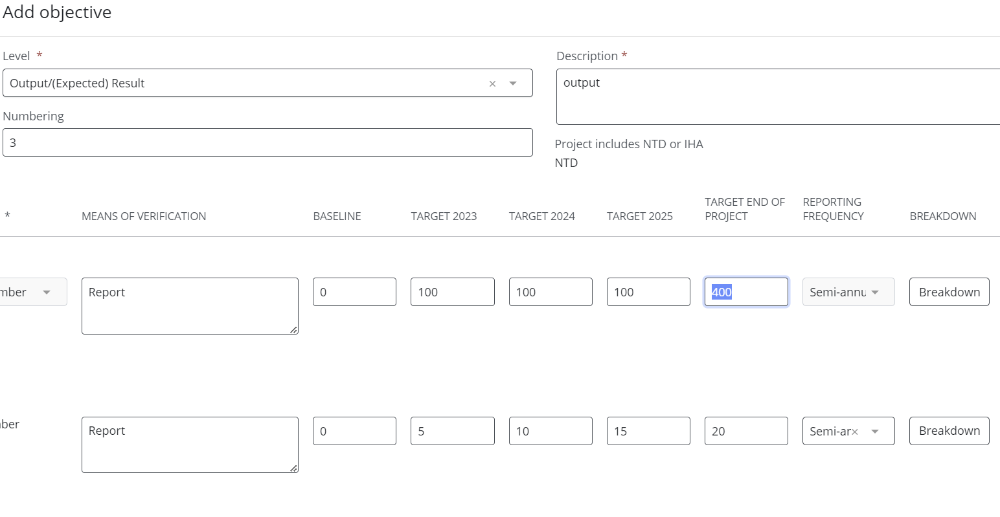 Add objective
Level *
Description *
Output/(Expected) Result
output
Numbering
3
Project includes NTD or IHA
NTD
* MEANS OF VERIFICATION BASELINE TARGET 2023 TARGET 2024 TARGET 2025 TARGET END OF PROJECT REPORTING FREQUENCY BREAKDOWN
mber Report 0 100 100 100 400 Semi-annu Breakdown
ber Report 0 5 10 15 20 Semi-ar× Breakdown